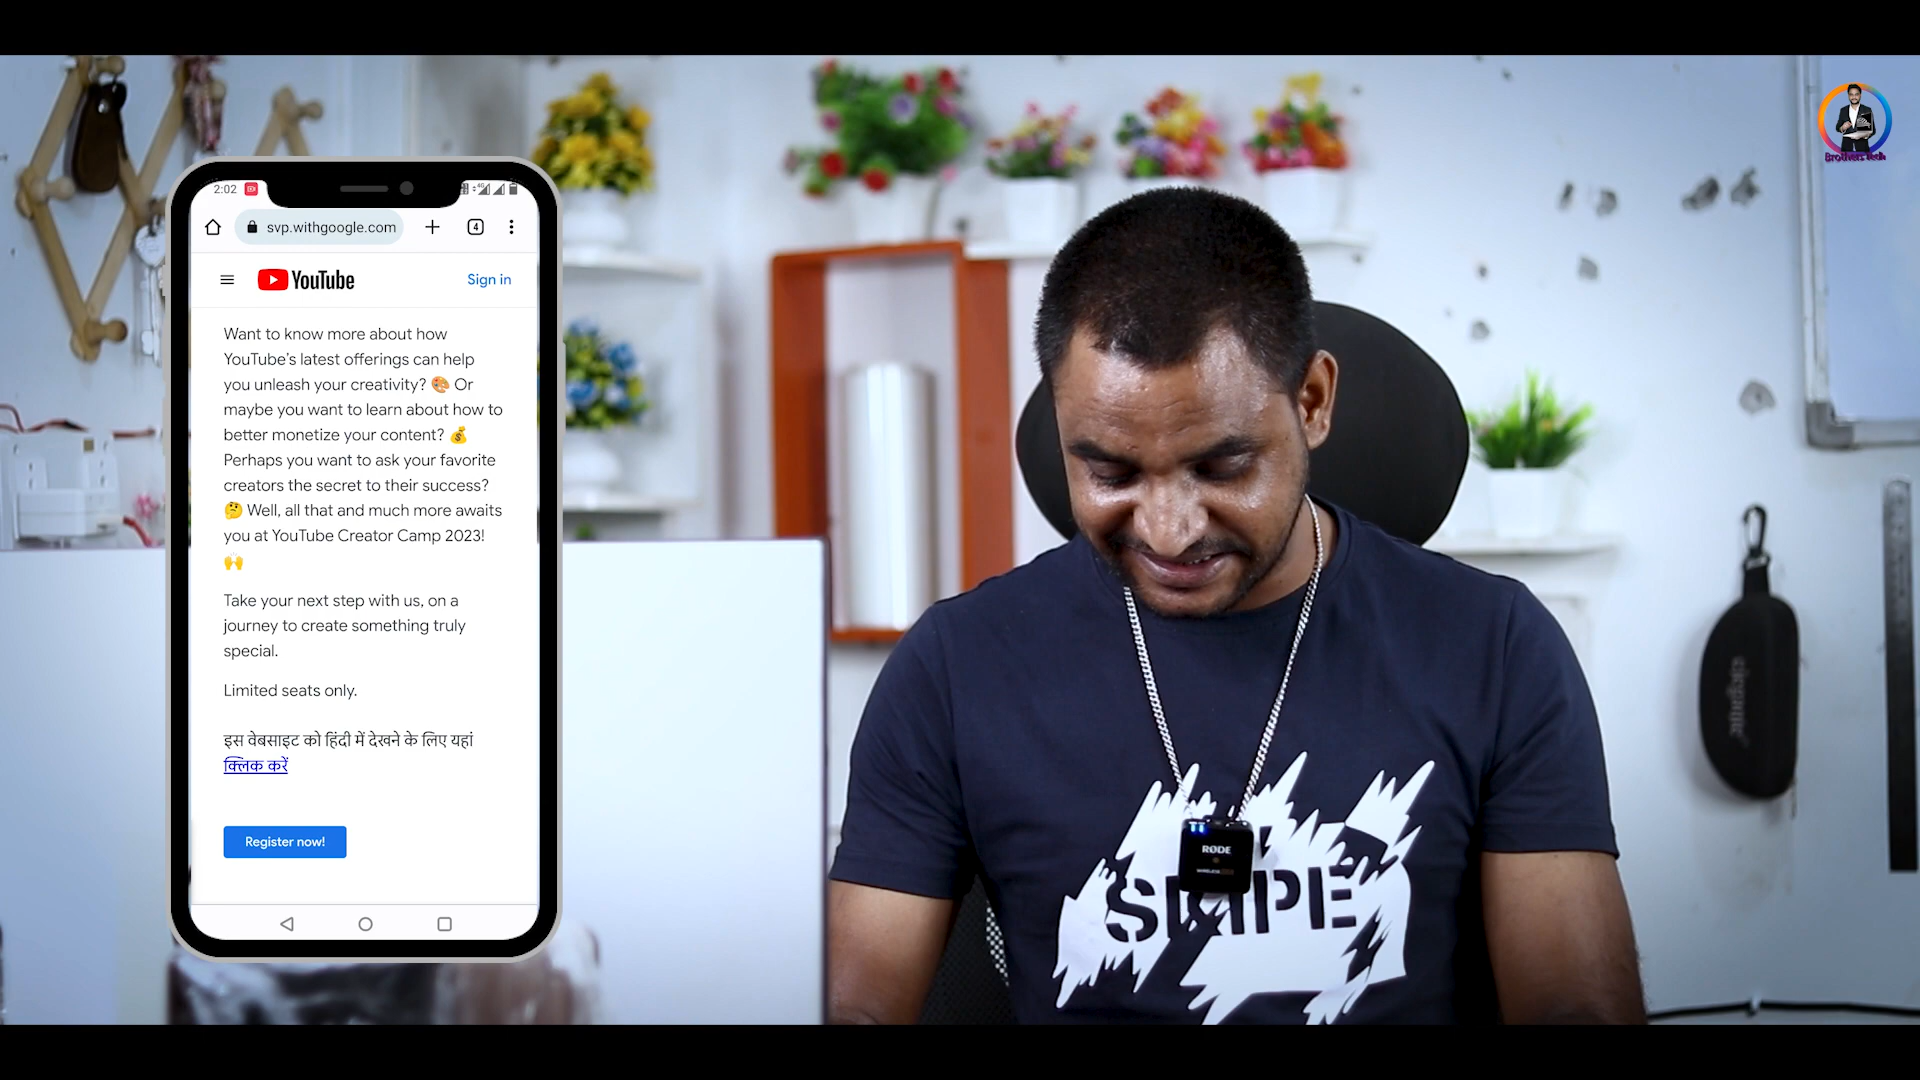 2:02
svp.withgoogle.com
4
YouTube
Sign in
Want to know more about how
YouTube's latest offerings can help
you unleash your creativity? 🎨 Or
maybe you want to learn about how to
better monetize your content? 💰
Perhaps you want to ask your favorite
creators the secret to their success?
🤔 Well, all that and much more awaits
you at YouTube Creator Camp 2023!
🙌
Take your next step with us, on a
journey to create something truly
special.
Limited seats only.
इस वेबसाइट को हिंदी में देखने के लिए यहां
क्लिक करें
Register now!
Brothers Tech
RØDE